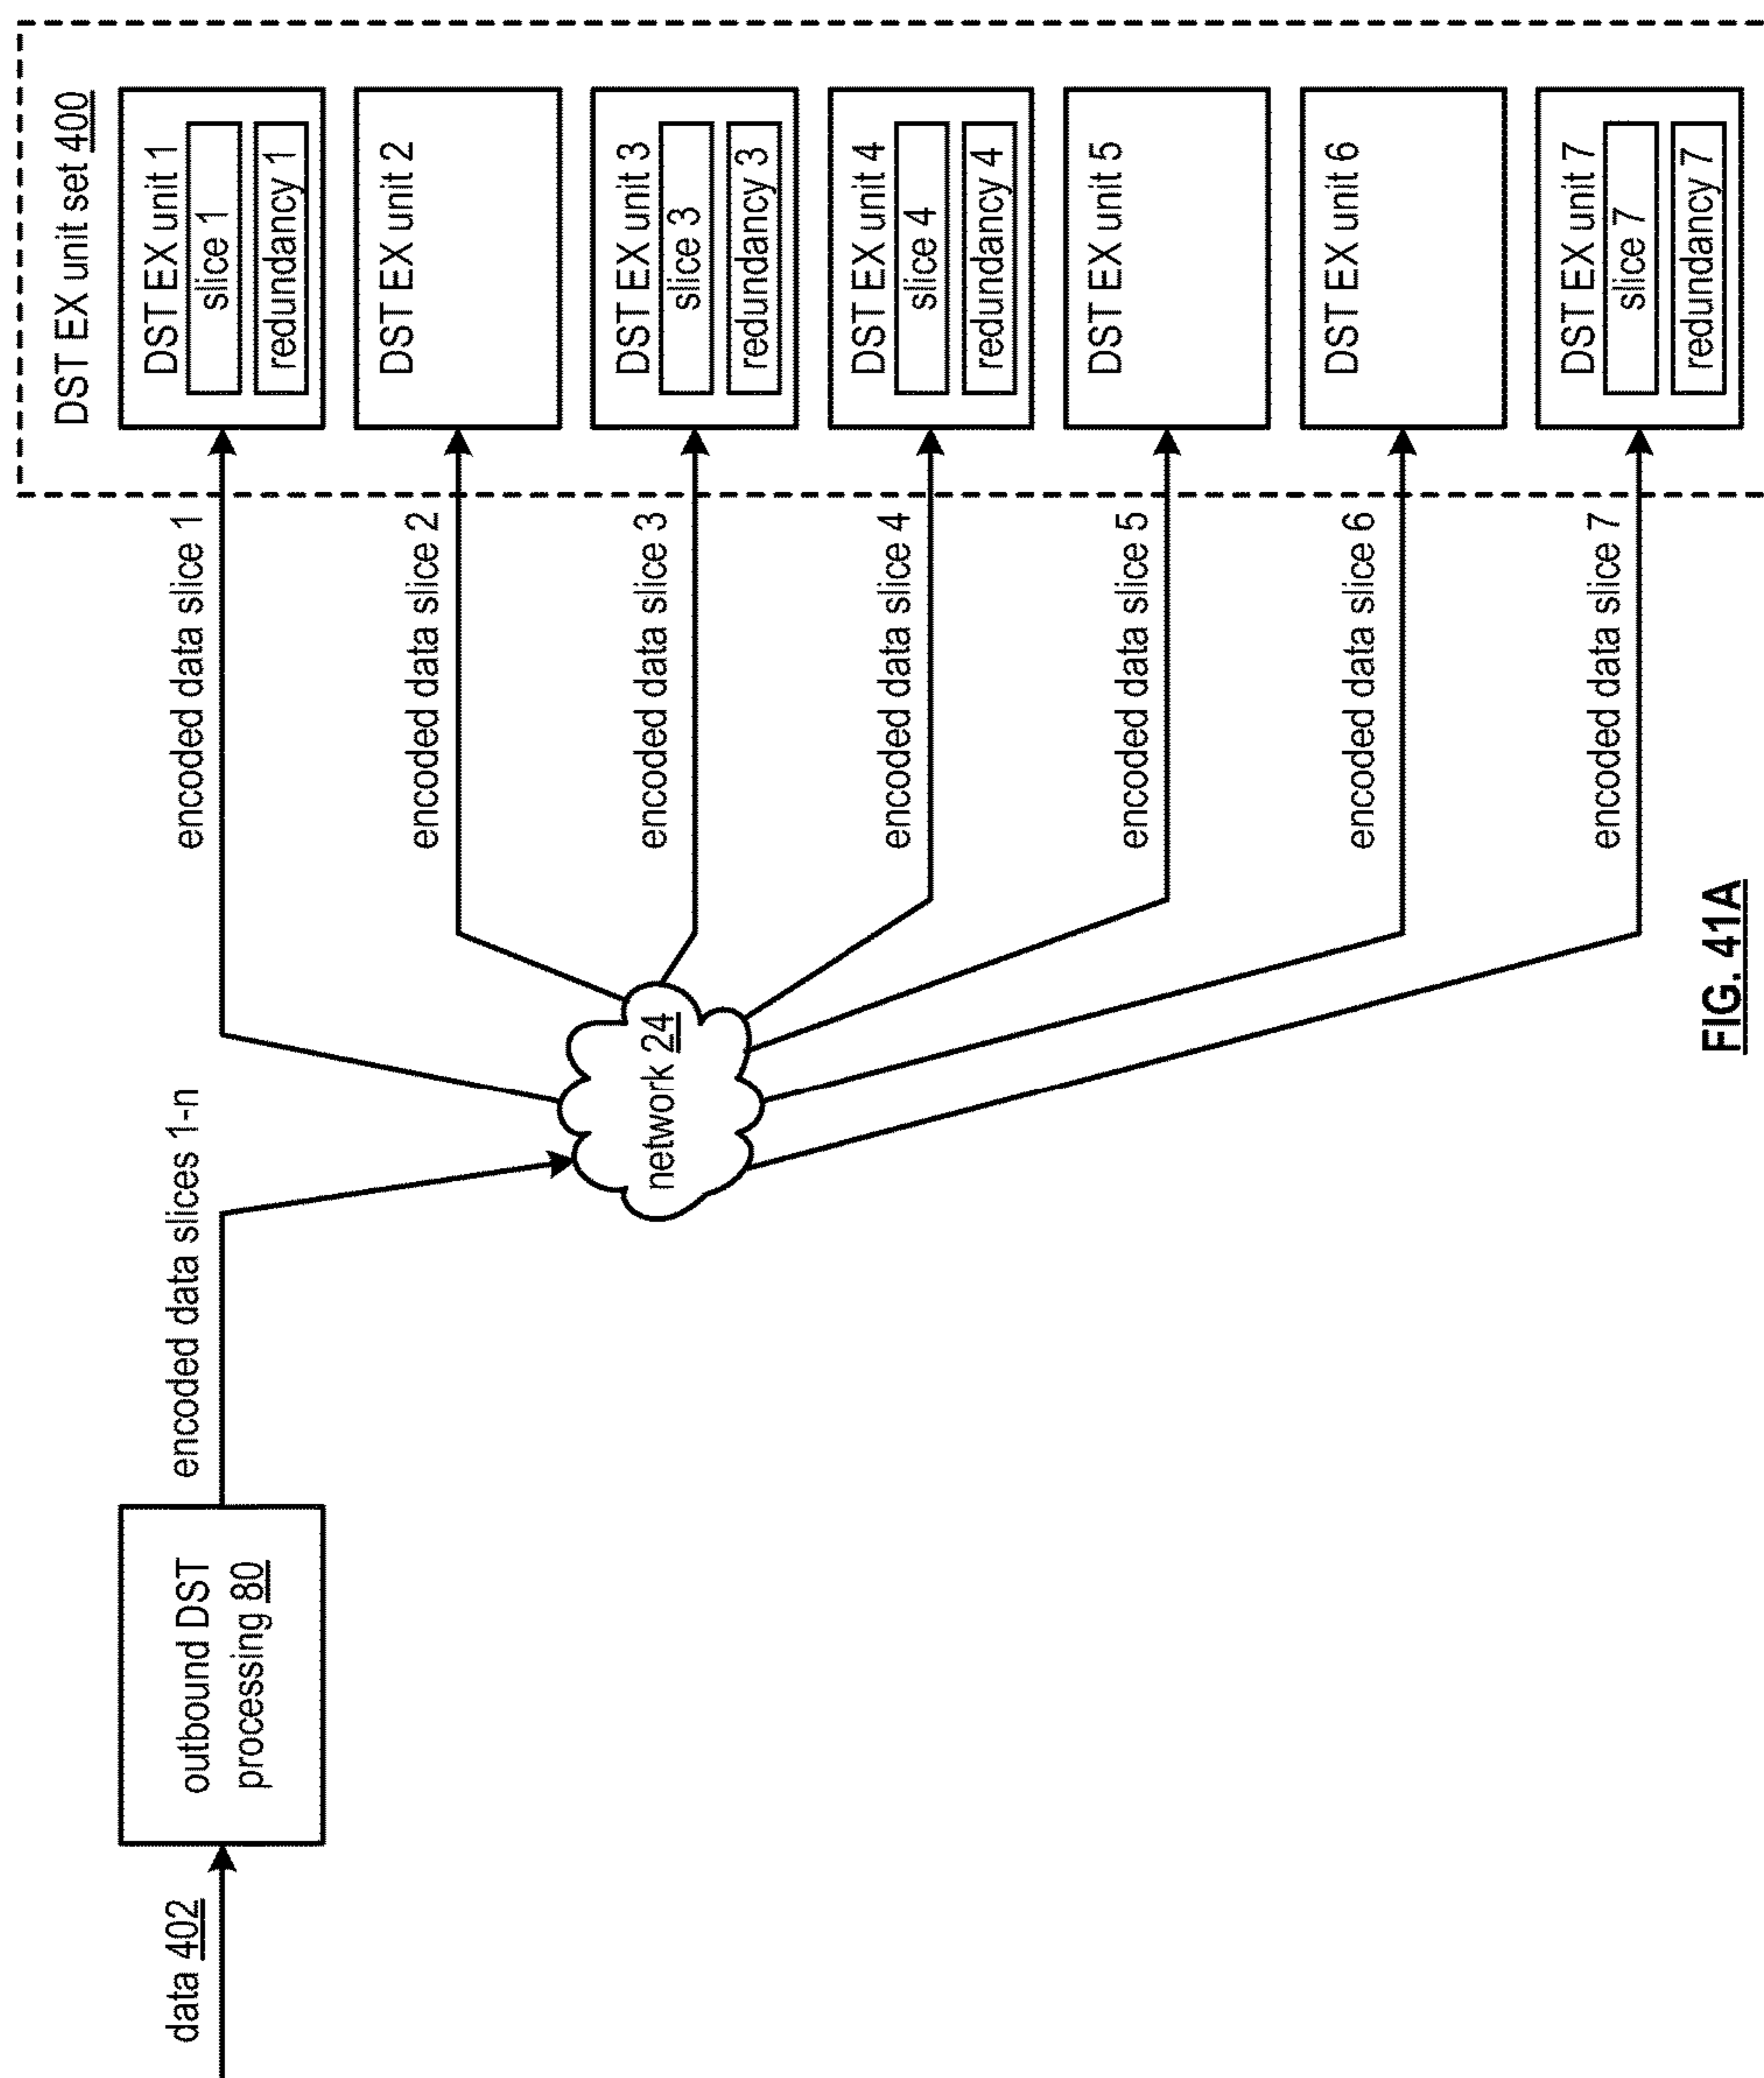 data 402
outbound DST
processing 80
encoded data slices 1-n
network 24
encoded data slice 1
encoded data slice 2
encoded data slice 3
encoded data slice 4
encoded data slice 5
encoded data slice 6
encoded data slice 7
DST EX unit set 400
DST EX unit 1
slice 1
redundancy 1
DST EX unit 2
DST EX unit 3
slice 3
redundancy 3
DST EX unit 4
slice 4
redundancy 4
DST EX unit 5
DST EX unit 6
DST EX unit 7
slice 7
redundancy 7
FIG. 41A